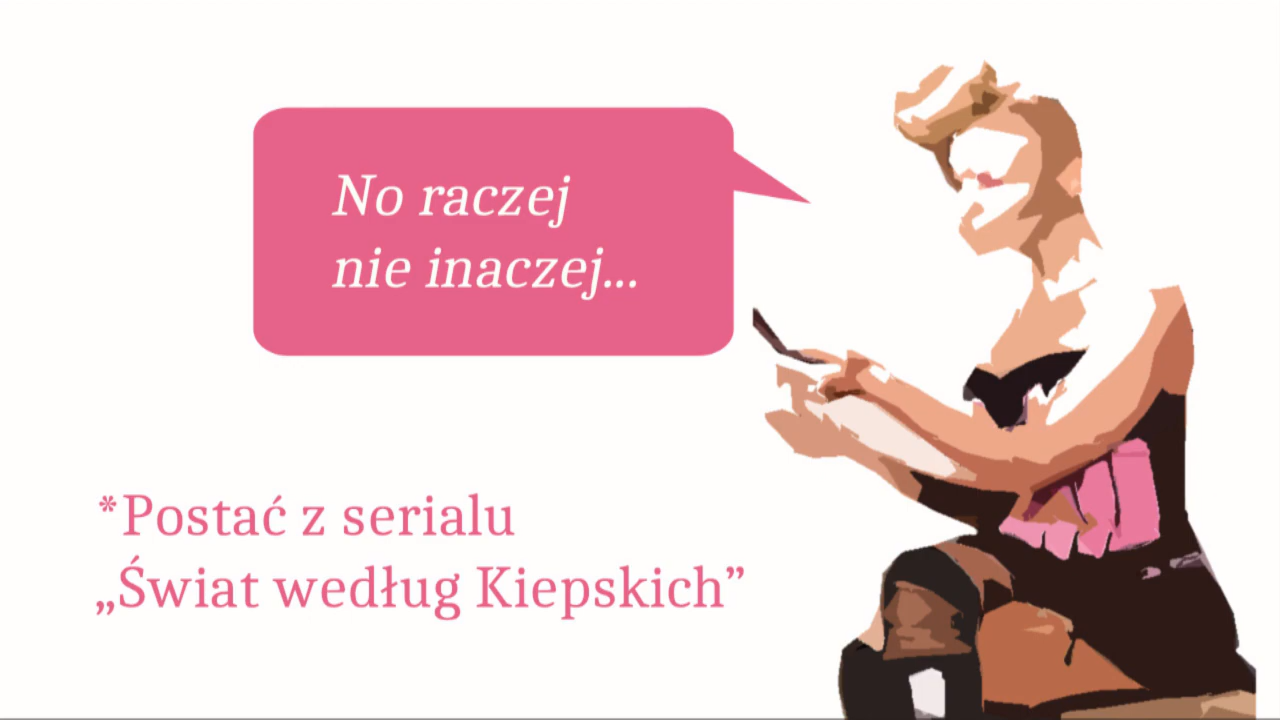 No raczej
nie inaczej...
*Postać z serialu
„Świat według Kiepskich”